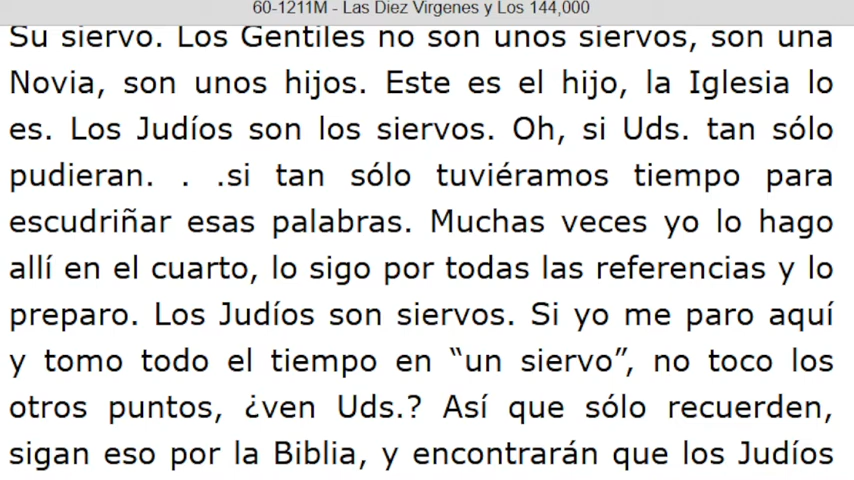 60-1211M - Las Diez Virgenes y Los 144,000
Su siervo. Los Gentiles no son unos siervos, son una
Novia, son unos hijos. Este es el hijo, la Iglesia lo
es. Los Judíos son los siervos. Oh, si Uds. tan sólo
pudieran. . .si tan sólo tuviéramos tiempo para
escudriñar esas palabras. Muchas veces yo lo hago
allí en el cuarto, lo sigo por todas las referencias y lo
preparo. Los Judíos son siervos. Si yo me paro aquí
y tomo todo el tiempo en “un siervo”, no toco los
otros puntos, ¿ven Uds.? Así que sólo recuerden,
sigan eso por la Biblia, y encontrarán que los Judíos